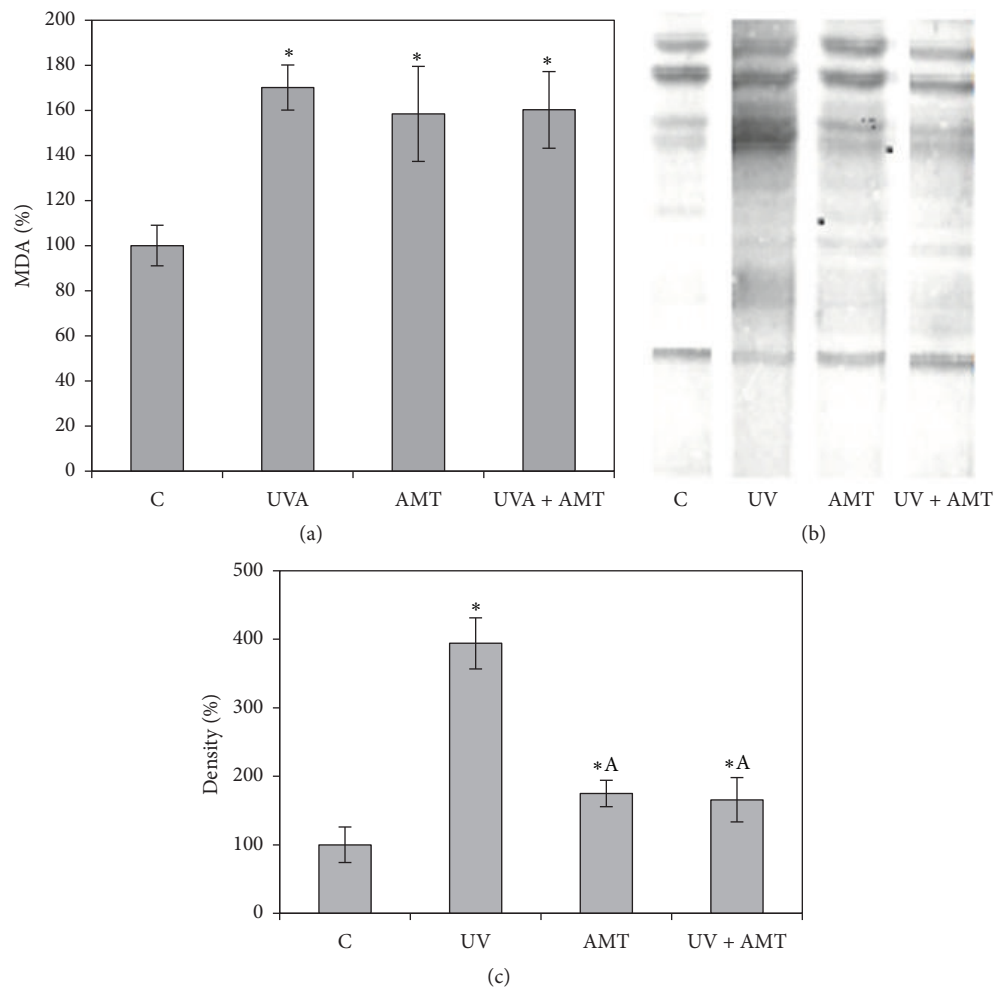 200
180
160
140
120
100
80
60
40
20
0
MDA (%)
*
*
*
C UVA AMT UVA + AMT
(a)
C UV AMT UV + AMT
(b)
500
400
300
200
100
0
Density (%)
*
*A
*A
C UV AMT UV + AMT
(c)